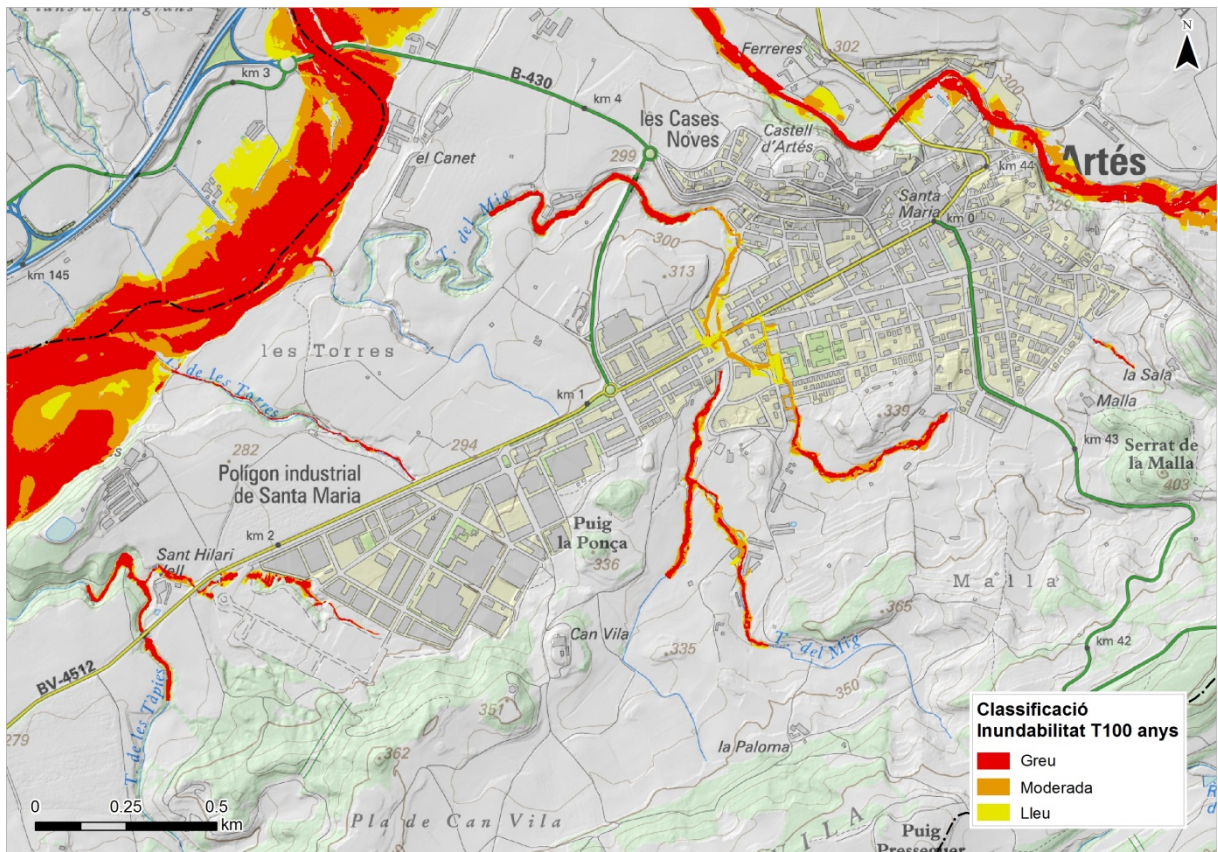 N
Ferreres
302
km 3
B-430
km 4
300
les Cases
Noves
Castell
d'Artés
el Canet
299
Artés
km 44
Santa
Maria
km 0
329
T. del Mig
300
313
km 145
les Torres
la Sala
km 1
Malla
T. de les Torres
339
282
294
km 43
Serrat de
la Malla
403
Polígon industrial
de Santa Maria
km 2
Puig
la Ponça
336
Sant Hilari
Vell
Malla
365
Can Vila
335
T. del Mig
km 42
BV-4512
350
351
279
T. de les Tàpies
la Paloma
362
Classificació
Inundabilitat T100 anys
Greu
Moderada
Lleu
0 0.25 0.5
km
Pla de Can Vila
Puig
Presseguer